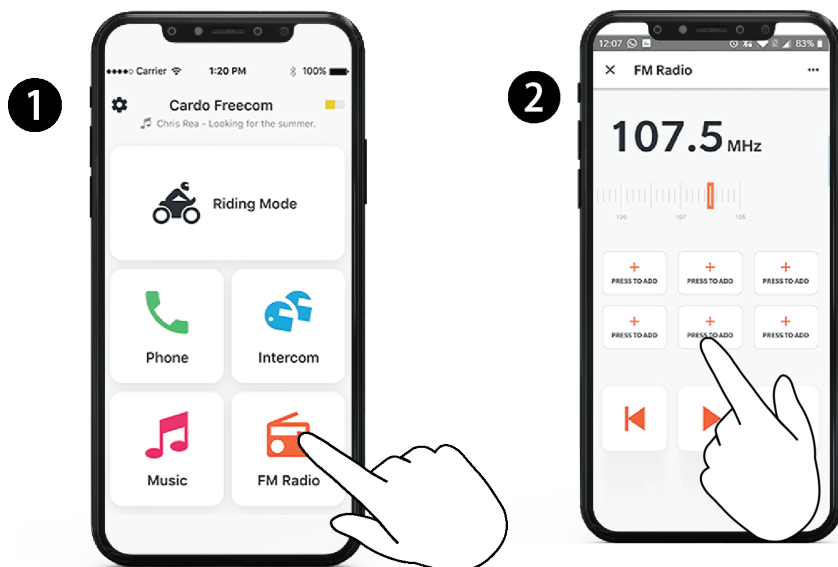 1
●●●●○ Carrier 1:20 PM 100%
Cardo Freecom
Chris Rea - Looking for the summer.
Riding Mode
Phone
Intercom
Music
FM Radio
2
12:07 83%
× FM Radio ...
107.5 MHz
106 107 105
+ + +
PRESS TO ADD PRESS TO ADD PRESS TO ADD
+ + +
PRESS TO ADD PRESS TO ADD PRESS TO ADD